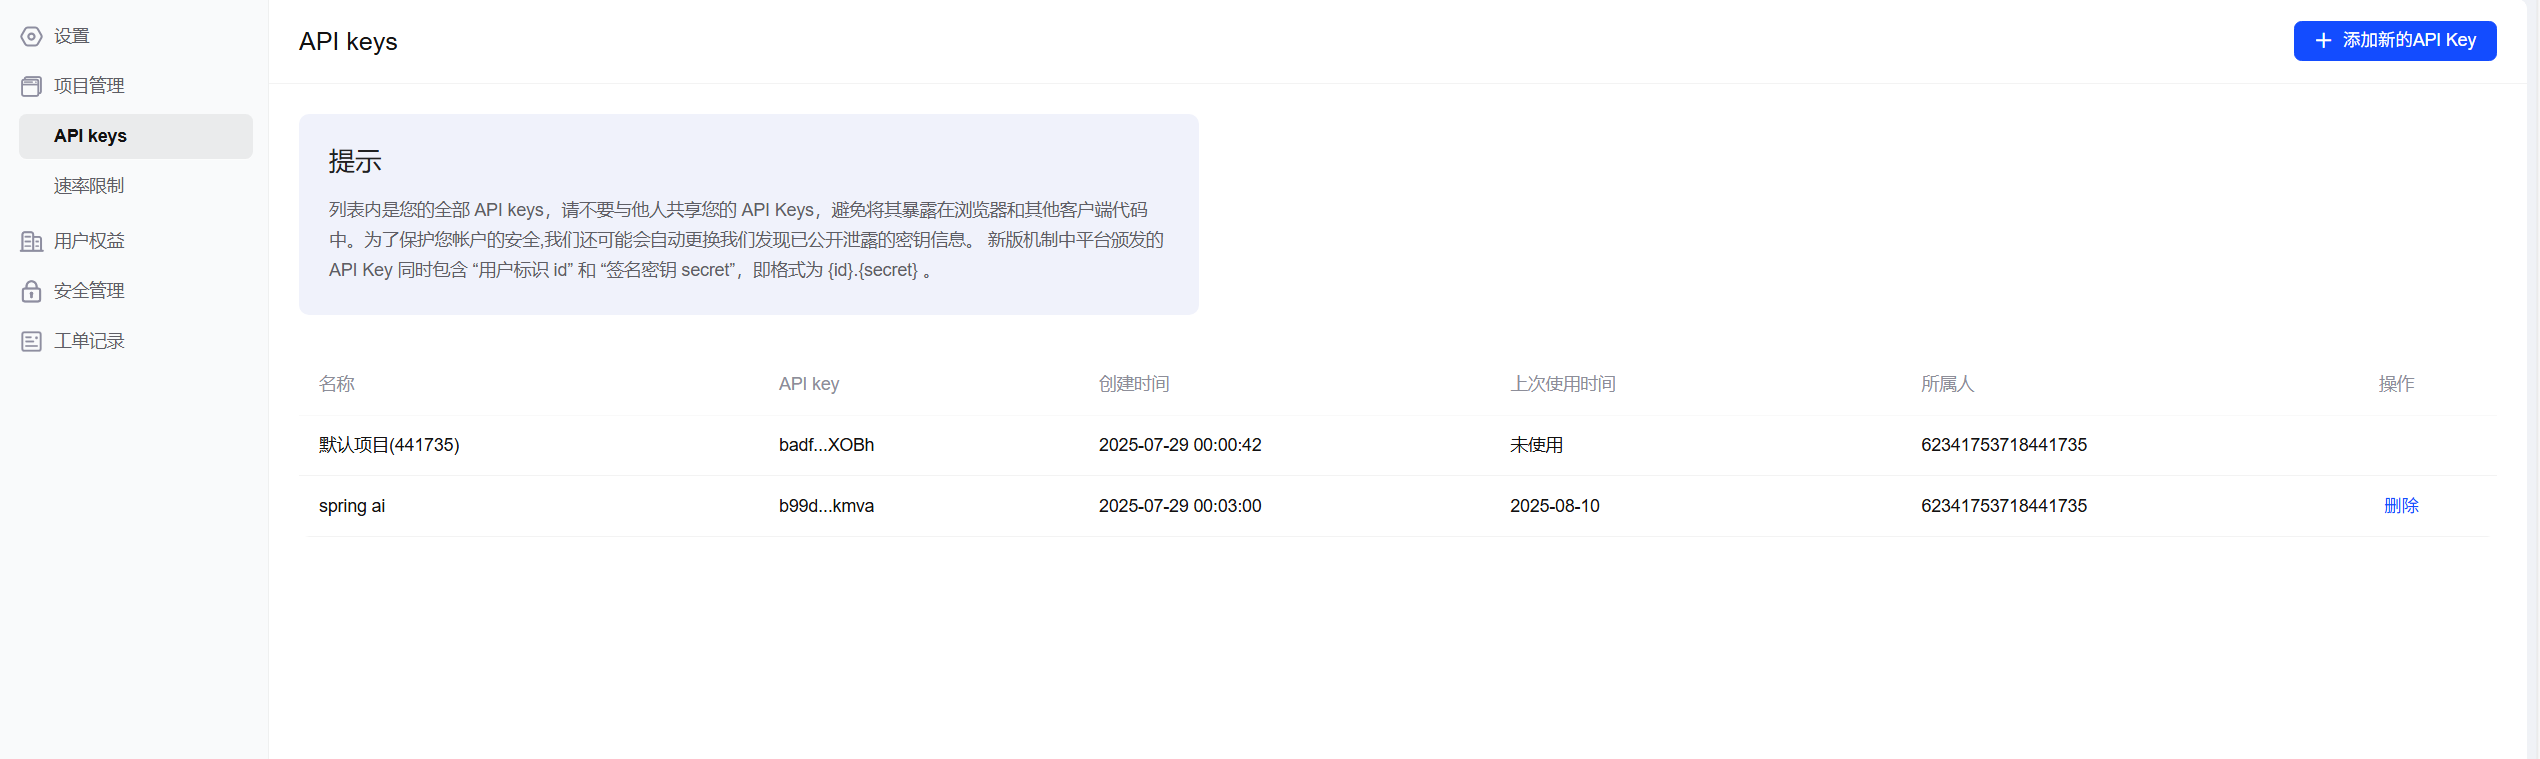 设置
项目管理
API keys
速率限制
用户权益
安全管理
工单记录
API keys
添加新的API Key
提示
列表内是您的全部 API keys，请不要与他人共享您的 API Keys，避免将其暴露在浏览器和其他客户端代码
中。为了保护您帐户的安全,我们还可能会自动更换我们发现已公开泄露的密钥信息。 新版机制中平台颁发的
API Key 同时包含 “用户标识 id” 和 “签名密钥 secret”，即格式为 {id}.{secret} 。
名称 API key 创建时间 上次使用时间 所属人 操作
默认项目(441735) badf...XOBh 2025-07-29 00:00:42 未使用 62341753718441735
spring ai b99d...kmva 2025-07-29 00:03:00 2025-08-10 62341753718441735 删除